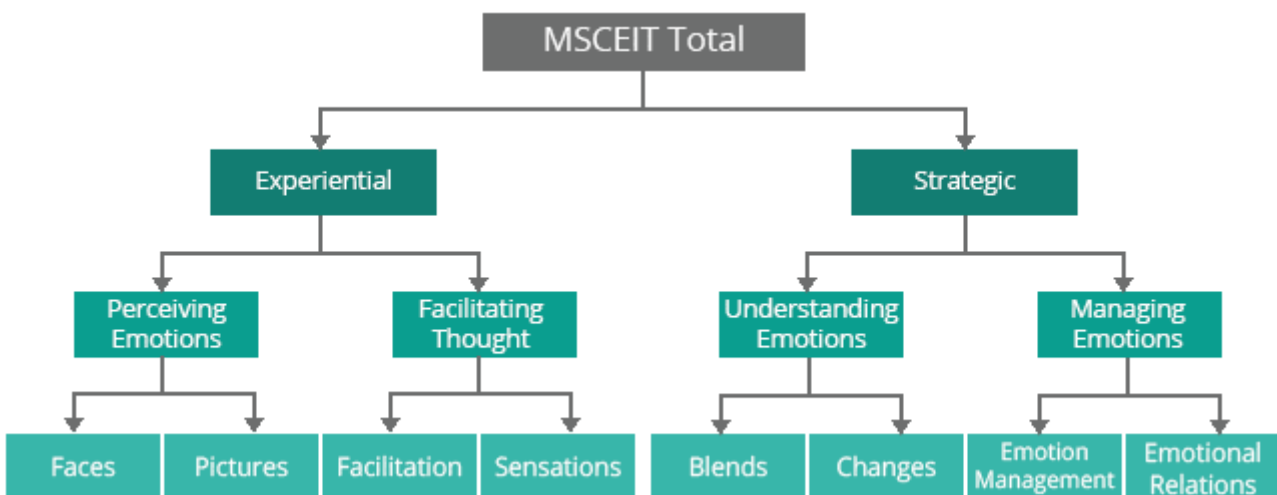 MSCEIT Total
Experiential
Strategic
Perceiving
Emotions
Facilitating
Thought
Understanding
Emotions
Managing
Emotions
Faces
Pictures
Facilitation
Sensations
Blends
Changes
Emotion
Management
Emotional
Relations